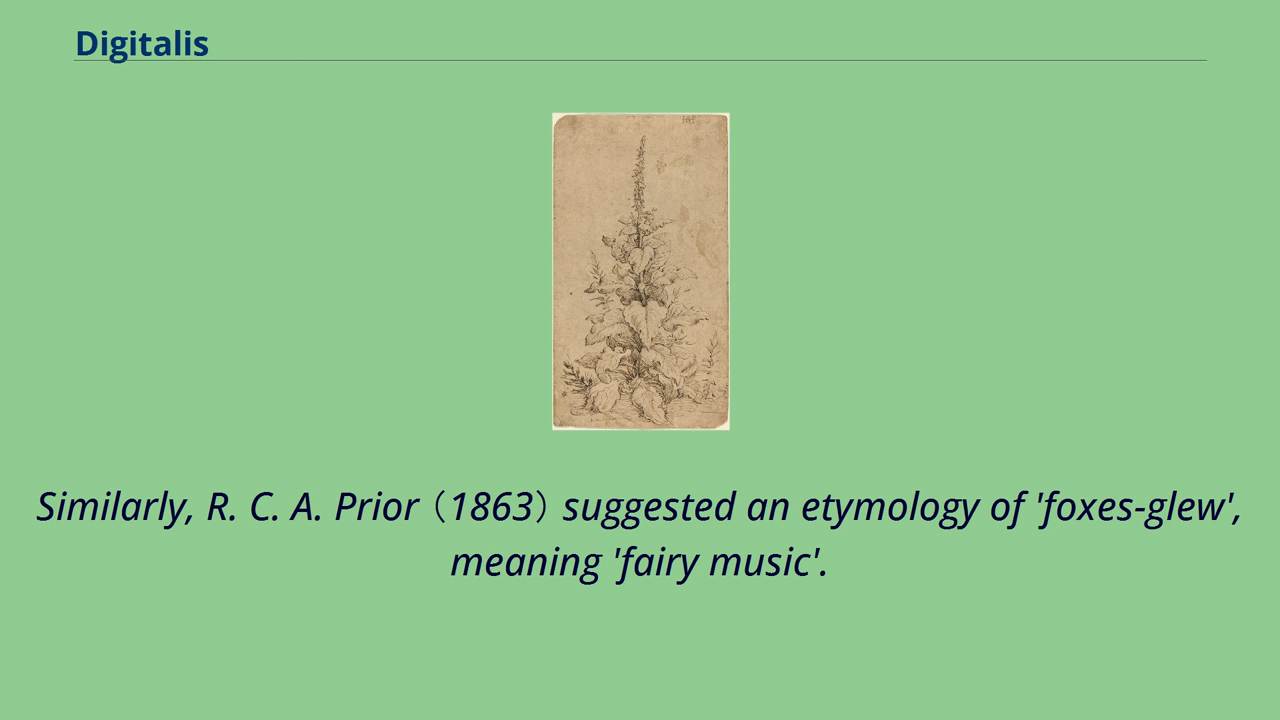 Digitalis
Similarly, R. C. A. Prior（1863）suggested an etymology of 'foxes-glew',
meaning 'fairy music'.